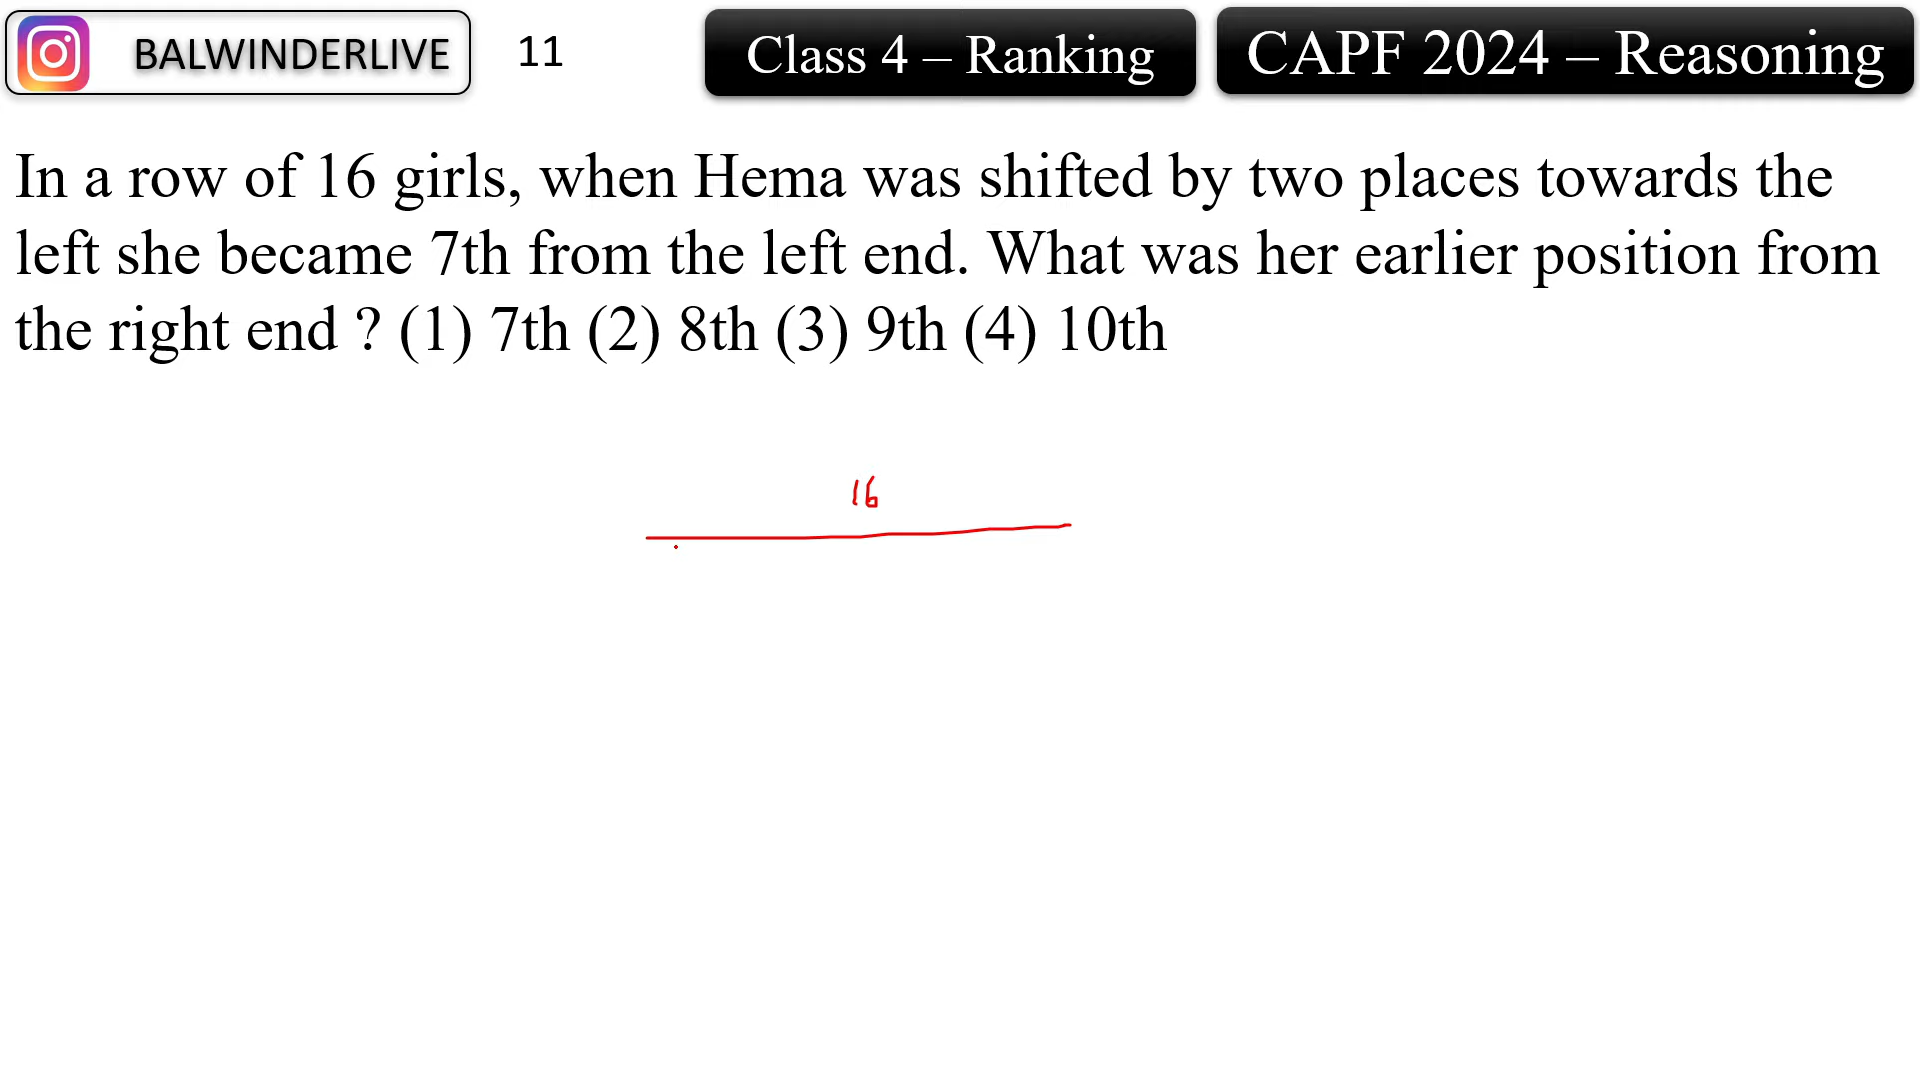 BALWINDERLIVE
11
Class 4 – Ranking
CAPF 2024 – Reasoning
In a row of 16 girls, when Hema was shifted by two places towards the
left she became 7th from the left end. What was her earlier position from
the right end ? (1) 7th (2) 8th (3) 9th (4) 10th
16